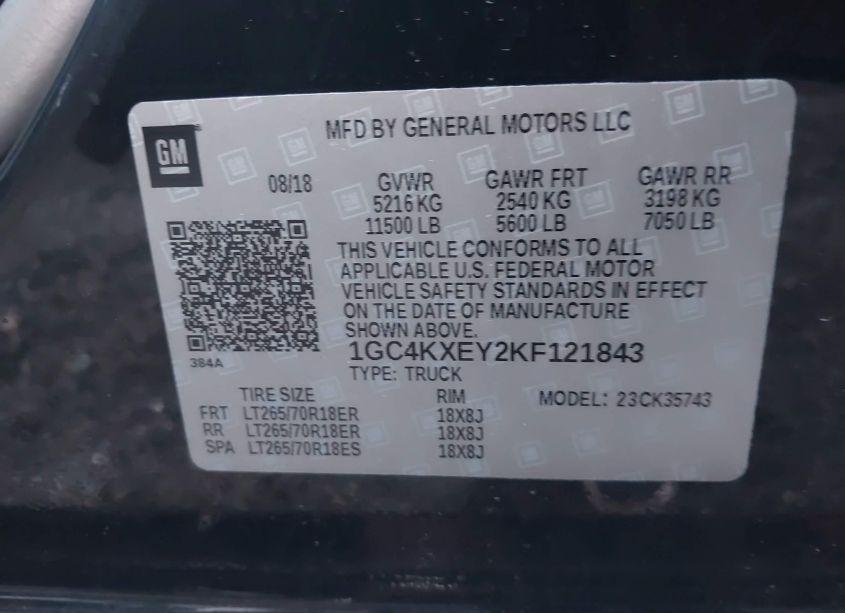 MFD BY GENERAL MOTORS LLC
GM
08/18 GVWR GAWR FRT GAWR RR
5216 KG 2540 KG 3198 KG
11500 LB 5600 LB 7050 LB
THIS VEHICLE CONFORMS TO ALL
APPLICABLE U.S. FEDERAL MOTOR
VEHICLE SAFETY STANDARDS IN EFFECT
ON THE DATE OF MANUFACTURE
SHOWN ABOVE.
1GC4KXEY2KF121843
384A
TYPE: TRUCK
TIRE SIZE RIM MODEL: 23CK35743
FRT LT265/70R18ER 18X8J
RR LT265/70R18ER 18X8J
SPA LT265/70R18ES 18X8J